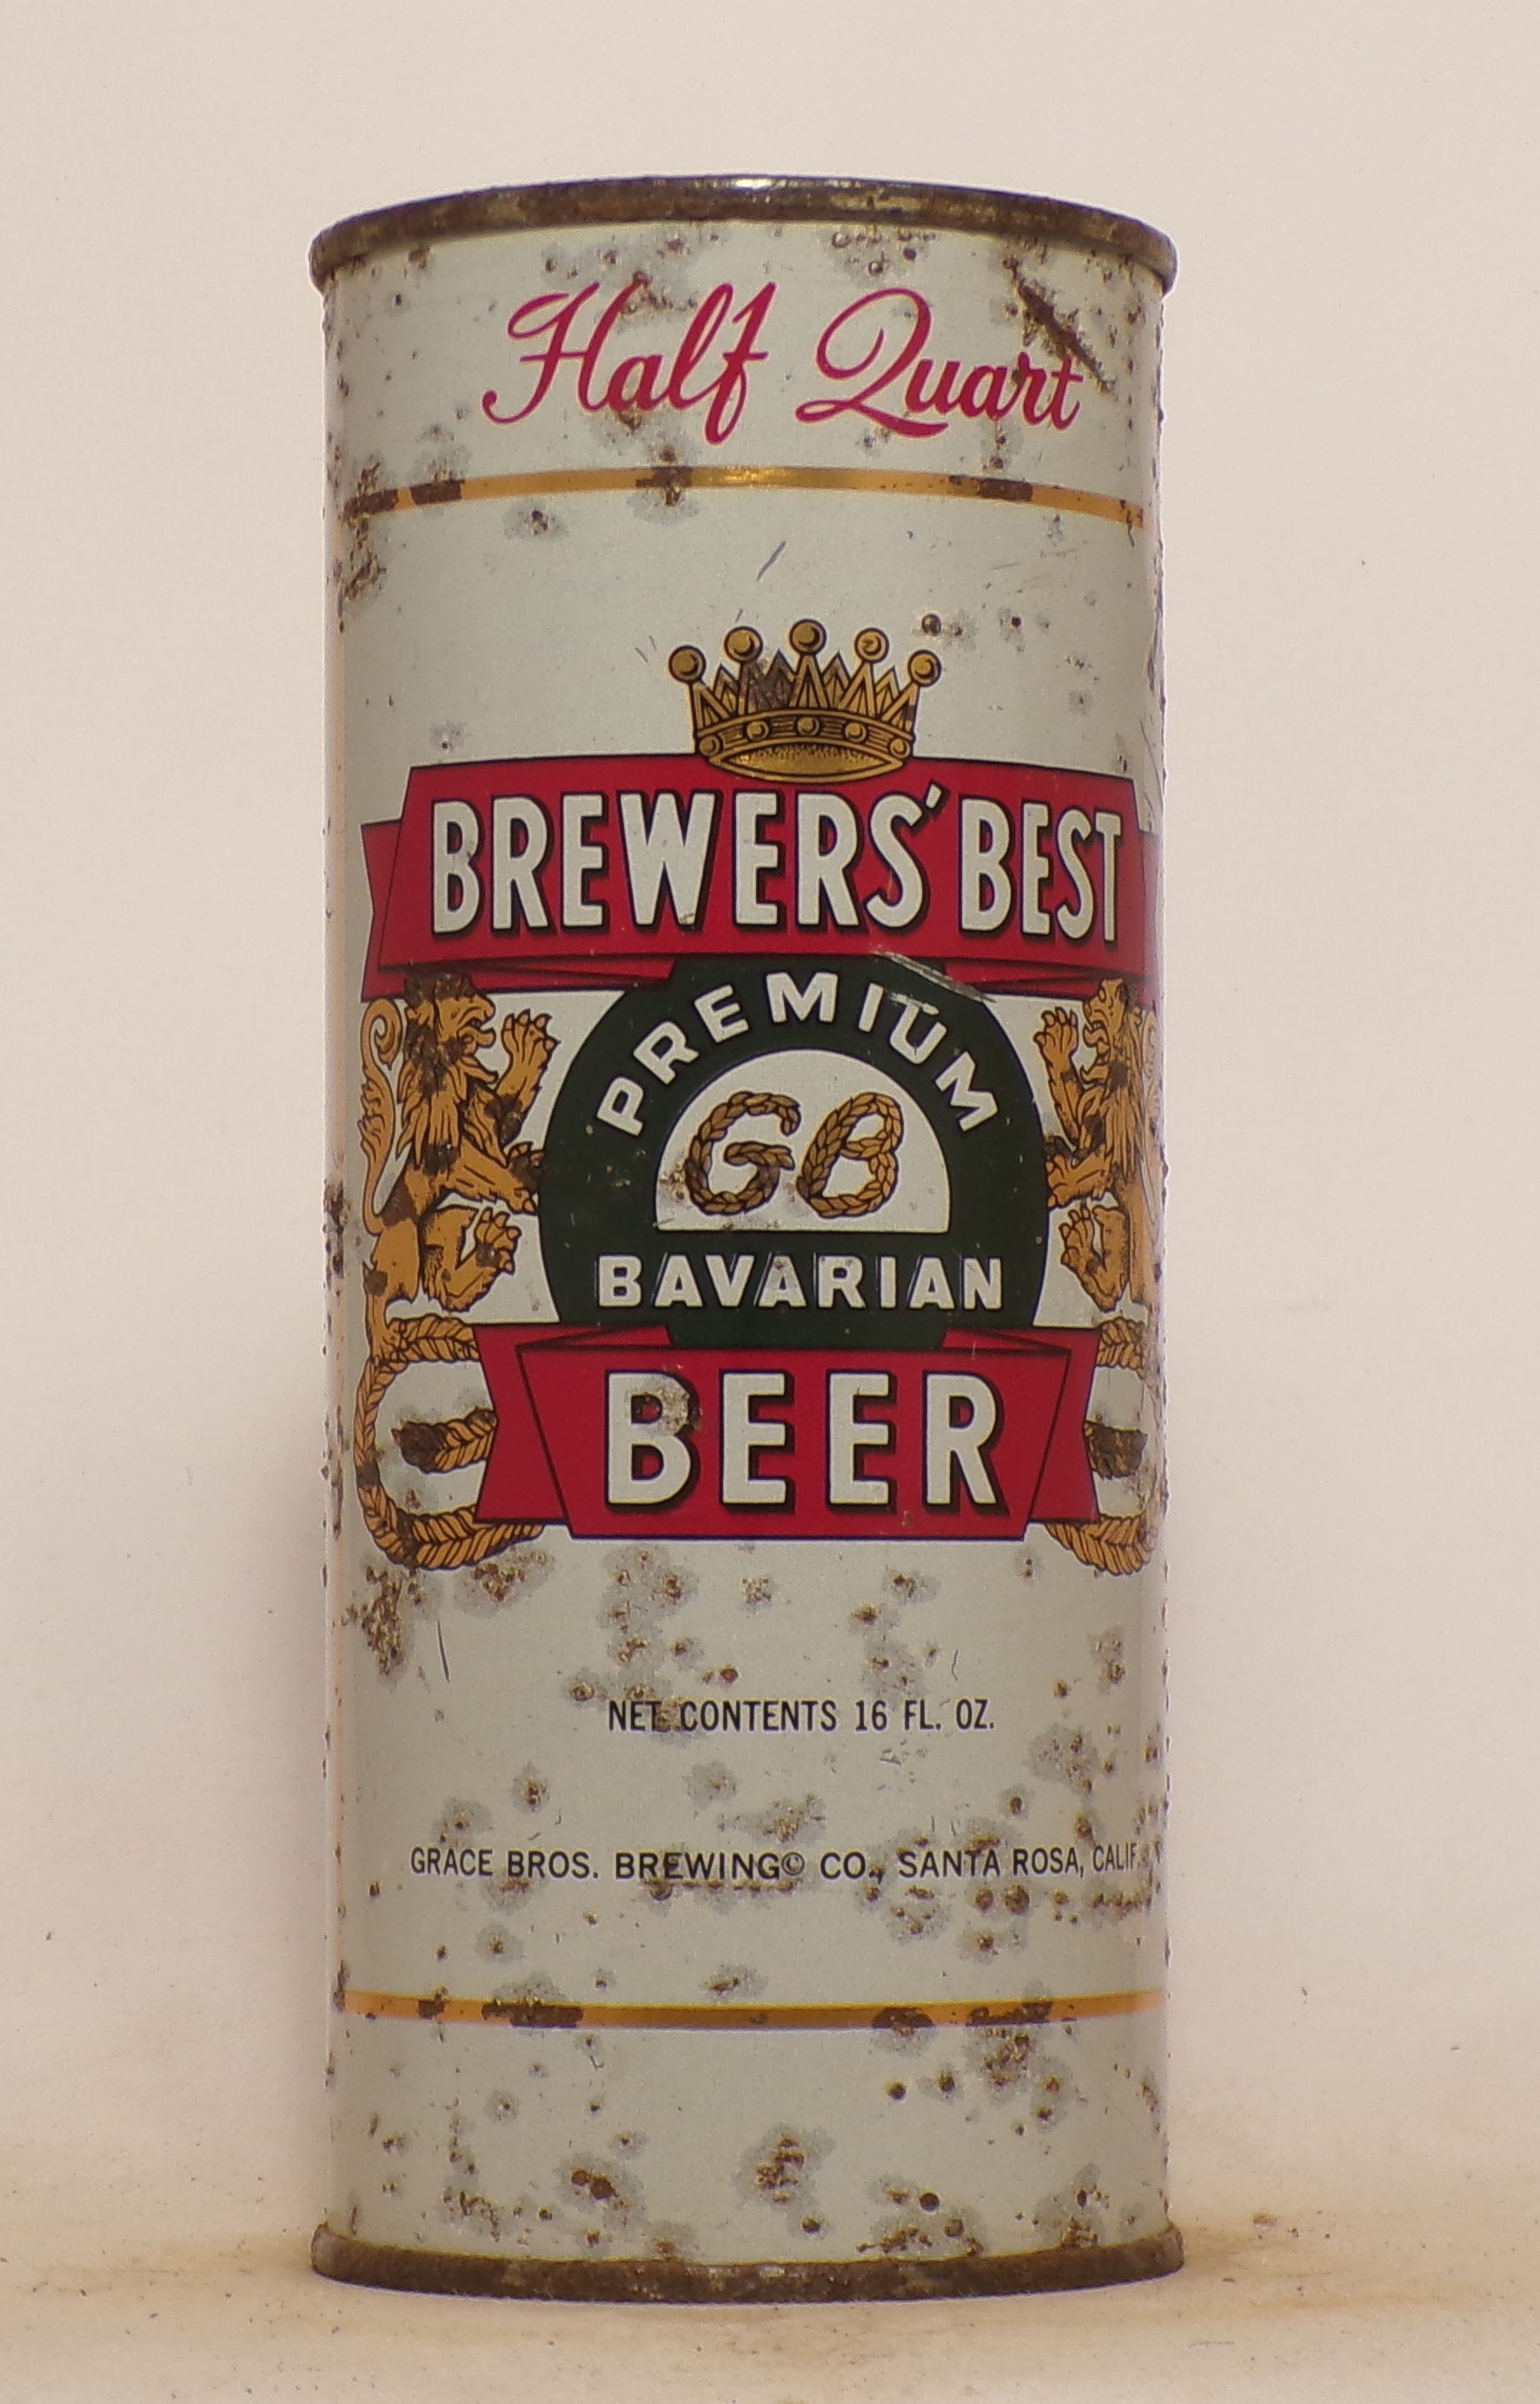 Half Quart
BREWERS' BEST
PREMIUM
GB
BAVARIAN
BEER
NET CONTENTS 16 FL. OZ.
GRACE BROS. BREWING© CO., SANTA ROSA, CALIF.